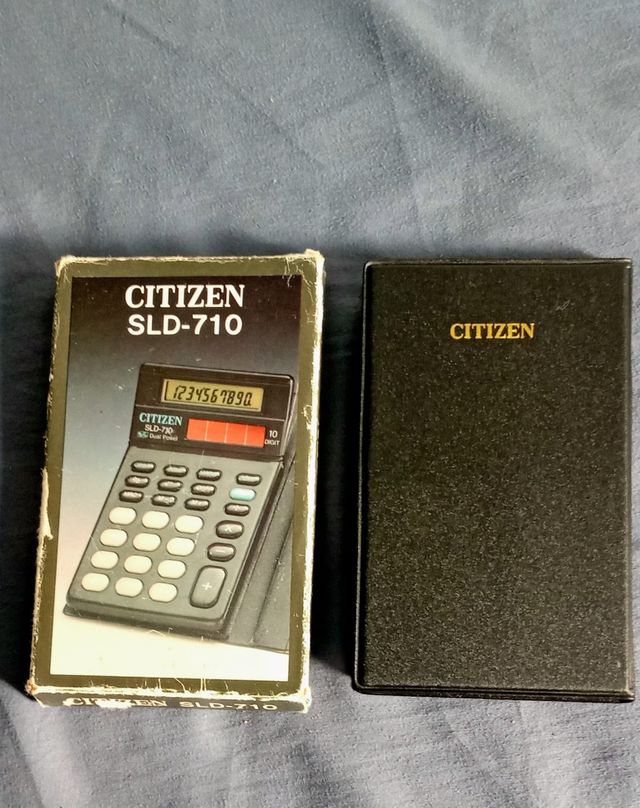 CITIZEN
SLD-710
1234567890.
CITIZEN
SLD-710
Dual Power
10
DIGIT
+
CITIZEN SLD-710
CITIZEN